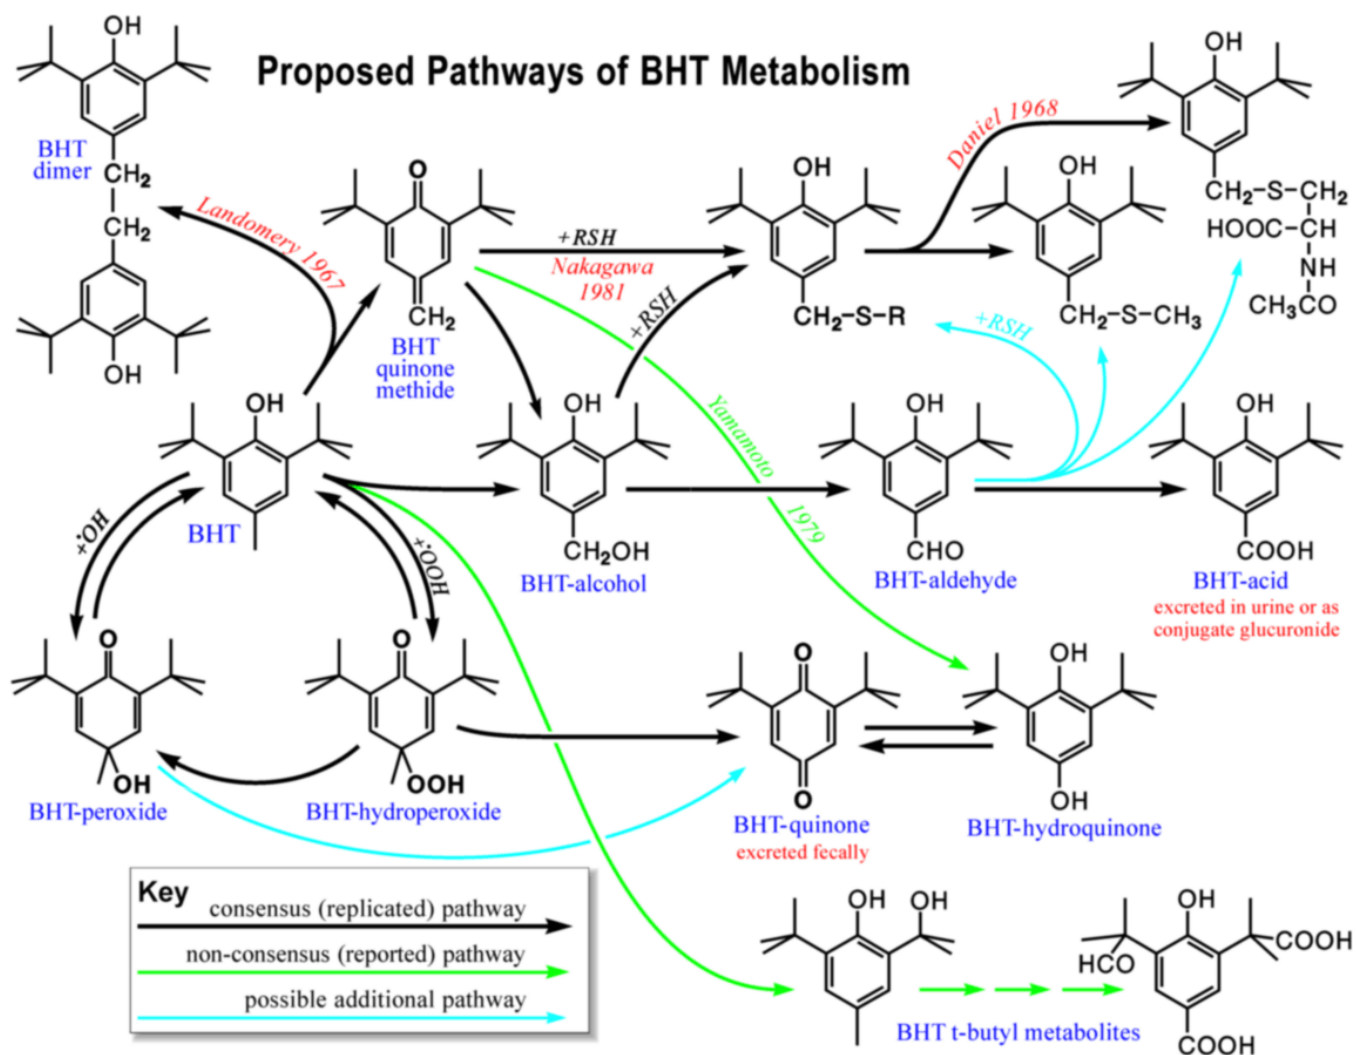 Proposed Pathways of BHT Metabolism
OH
BHT
dimer
CH2
CH2
OH
Landomery 1967
O
CH2
BHT
quinone
methide
+RSH
Nakagawa
1981
+RSH
OH
CH2-S-R
Daniel 1968
OH
CH2-S-CH3
OH
CH2-S-CH2
HOOC-CH
NH
CH3CO
+RSH
Yamamoto 1979
OH
BHT
OH
CH2OH
BHT-alcohol
OH
CHO
BHT-aldehyde
OH
COOH
BHT-acid
excreted in urine or as
conjugate glucuronide
+·OH
+·OOH
O
OH
BHT-peroxide
O
OOH
BHT-hydroperoxide
O
O
BHT-quinone
excreted fecally
OH
OH
BHT-hydroquinone
Key
consensus (replicated) pathway
non-consensus (reported) pathway
possible additional pathway
OH OH
OH
COOH
HCO
COOH
BHT t-butyl metabolites